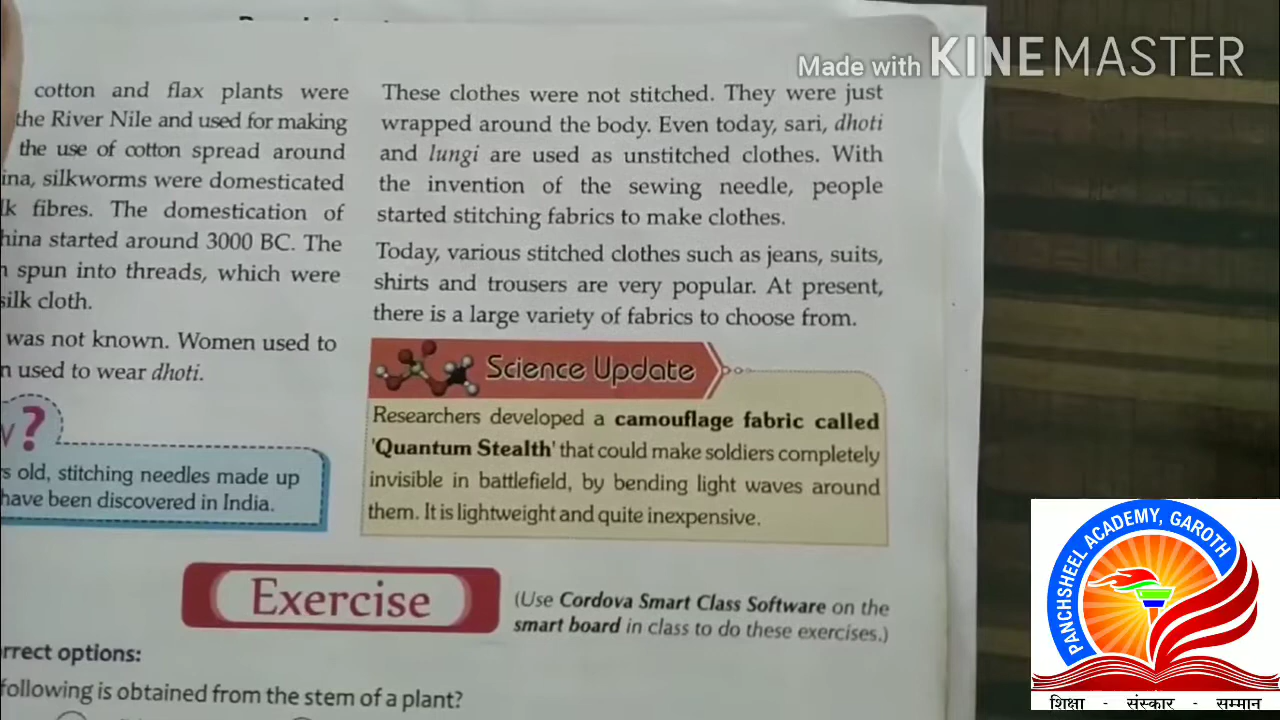 Made with KINEMASTER
cotton and flax plants were
the River Nile and used for making
the use of cotton spread around
ina, silkworms were domesticated
lk fibres. The domestication of
hina started around 3000 BC. The
spun into threads, which were
silk cloth.
was not known. Women used to
n used to wear dhoti.
w?
rs old, stitching needles made up
have been discovered in India.
These clothes were not stitched. They were just
wrapped around the body. Even today, sari, dhoti
and lungi are used as unstitched clothes. With
the invention of the sewing needle, people
started stitching fabrics to make clothes.
Today, various stitched clothes such as jeans, suits,
shirts and trousers are very popular. At present,
there is a large variety of fabrics to choose from.
Science Update
Researchers developed a camouflage fabric called
'Quantum Stealth' that could make soldiers completely
invisible in battlefield, by bending light waves around
them. It is lightweight and quite inexpensive.
Exercise
(Use Cordova Smart Class Software on the
smart board in class to do these exercises.)
rrect options:
following is obtained from the stem of a plant?
PANCHSHEEL ACADEMY, GAROTH
शिक्षा - संस्कार - सम्मान